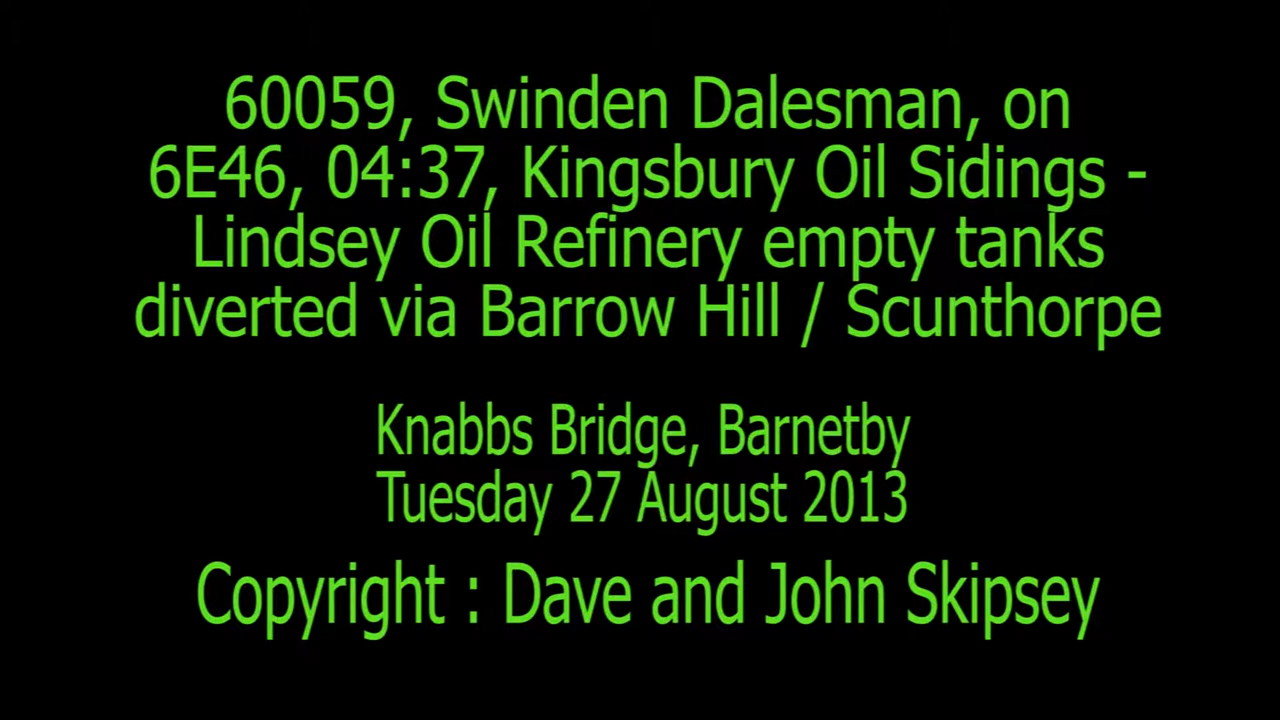 60059, Swinden Dalesman, on
6E46, 04:37, Kingsbury Oil Sidings -
Lindsey Oil Refinery empty tanks
diverted via Barrow Hill / Scunthorpe
Knabbs Bridge, Barnetby
Tuesday 27 August 2013
Copyright : Dave and John Skipsey